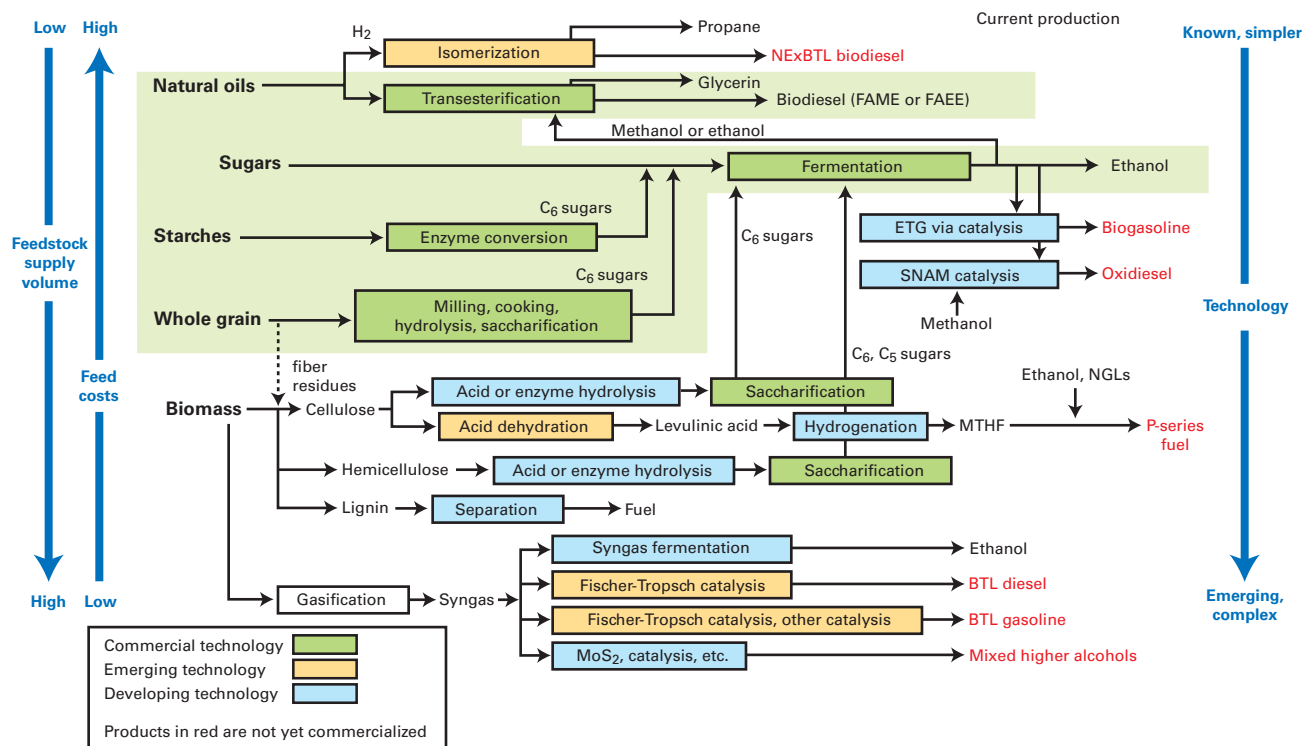 Low
High
Current production
Known, simpler
H2
Isomerization
Propane
NExBTL biodiesel
Natural oils
Transesterification
Glycerin
Biodiesel (FAME or FAEE)
Methanol or ethanol
Sugars
Fermentation
Ethanol
C6 sugars
Starches
Enzyme conversion
C6 sugars
ETG via catalysis
Biogasoline
Feedstock
supply
volume
C6 sugars
SNAM catalysis
Oxidiesel
Whole grain
Milling, cooking,
hydrolysis, saccharification
Methanol
Technology
fiber
residues
C6, C5 sugars
Feed
costs
Ethanol, NGLs
Biomass
Cellulose
Acid or enzyme hydrolysis
Saccharification
Acid dehydration
Levulinic acid
Hydrogenation
MTHF
P-series
fuel
Hemicellulose
Acid or enzyme hydrolysis
Saccharification
Lignin
Separation
Fuel
Syngas fermentation
Ethanol
High
Low
Gasification
Syngas
Fischer-Tropsch catalysis
BTL diesel
Emerging,
complex
Fischer-Tropsch catalysis, other catalysis
BTL gasoline
MoS2, catalysis, etc.
Mixed higher alcohols
Commercial technology
Emerging technology
Developing technology
Products in red are not yet commercialized